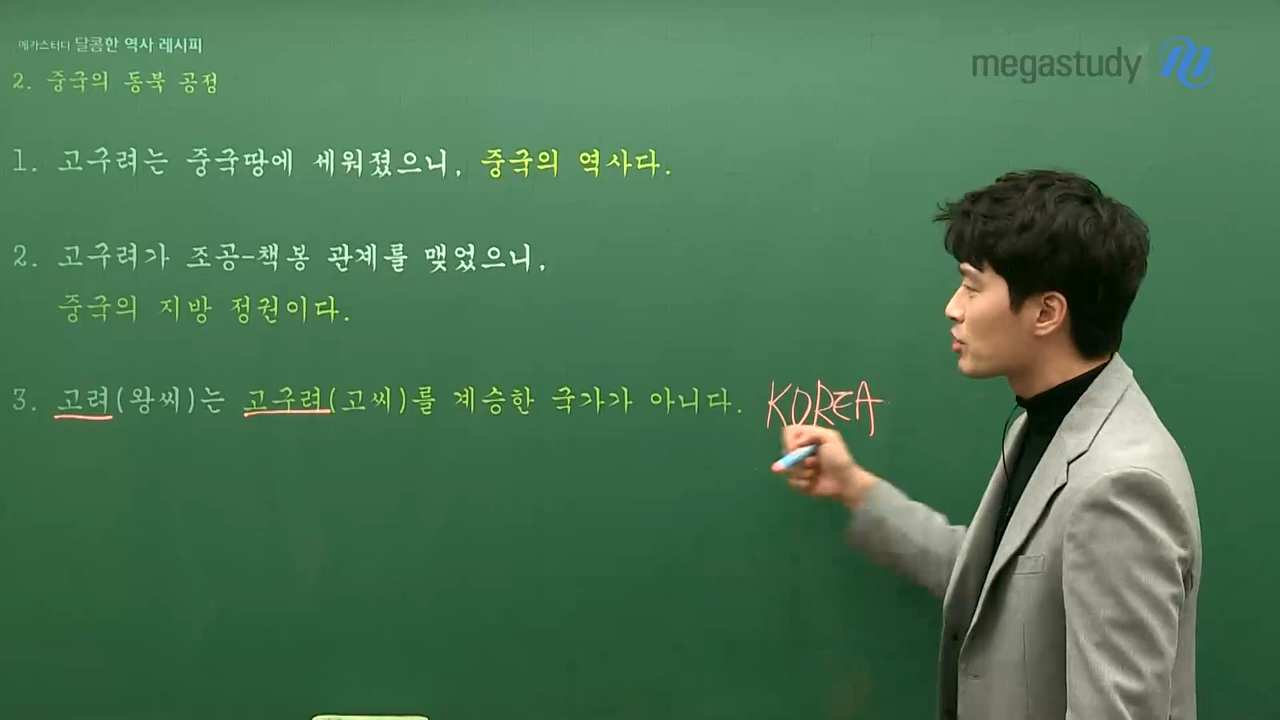 메가스터디 달콤한 역사 레시피
megastudy
2. 중국의 동북 공정
1. 고구려는 중국땅에 세워졌으니, 중국의 역사다.
2. 고구려가 조공-책봉 관계를 맺었으니,
중국의 지방 정권이다.
3. 고려(왕씨)는 고구려(고씨)를 계승한 국가가 아니다. KOREA